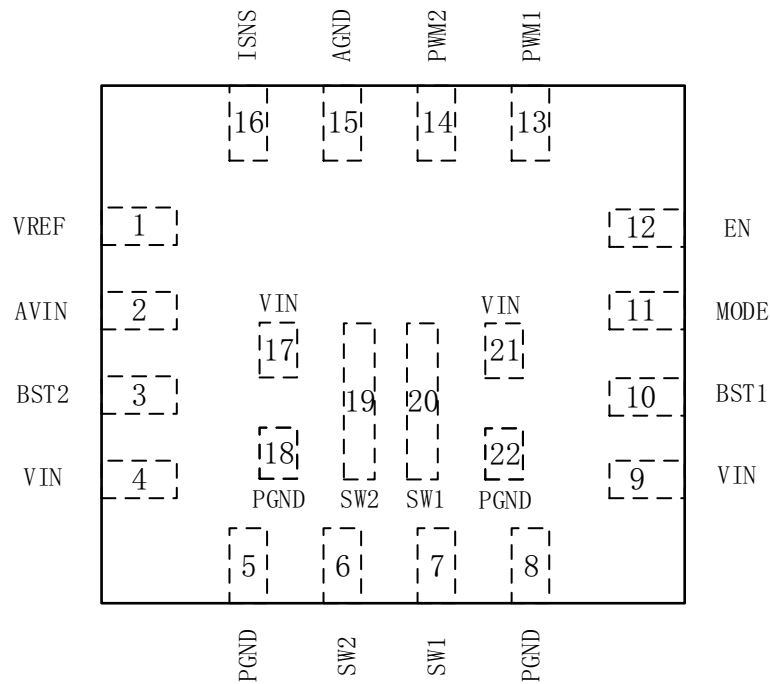 ISNS AGND PWM2 PWM1
16 15 14 13
VREF 1 12 EN
AVIN 2 11 MODE
VIN VIN
17 21
BST2 3 19 20 10 BST1
18 22
VIN 4 9 VIN
PGND SW2 SW1 PGND
5 6 7 8
PGND SW2 SW1 PGND